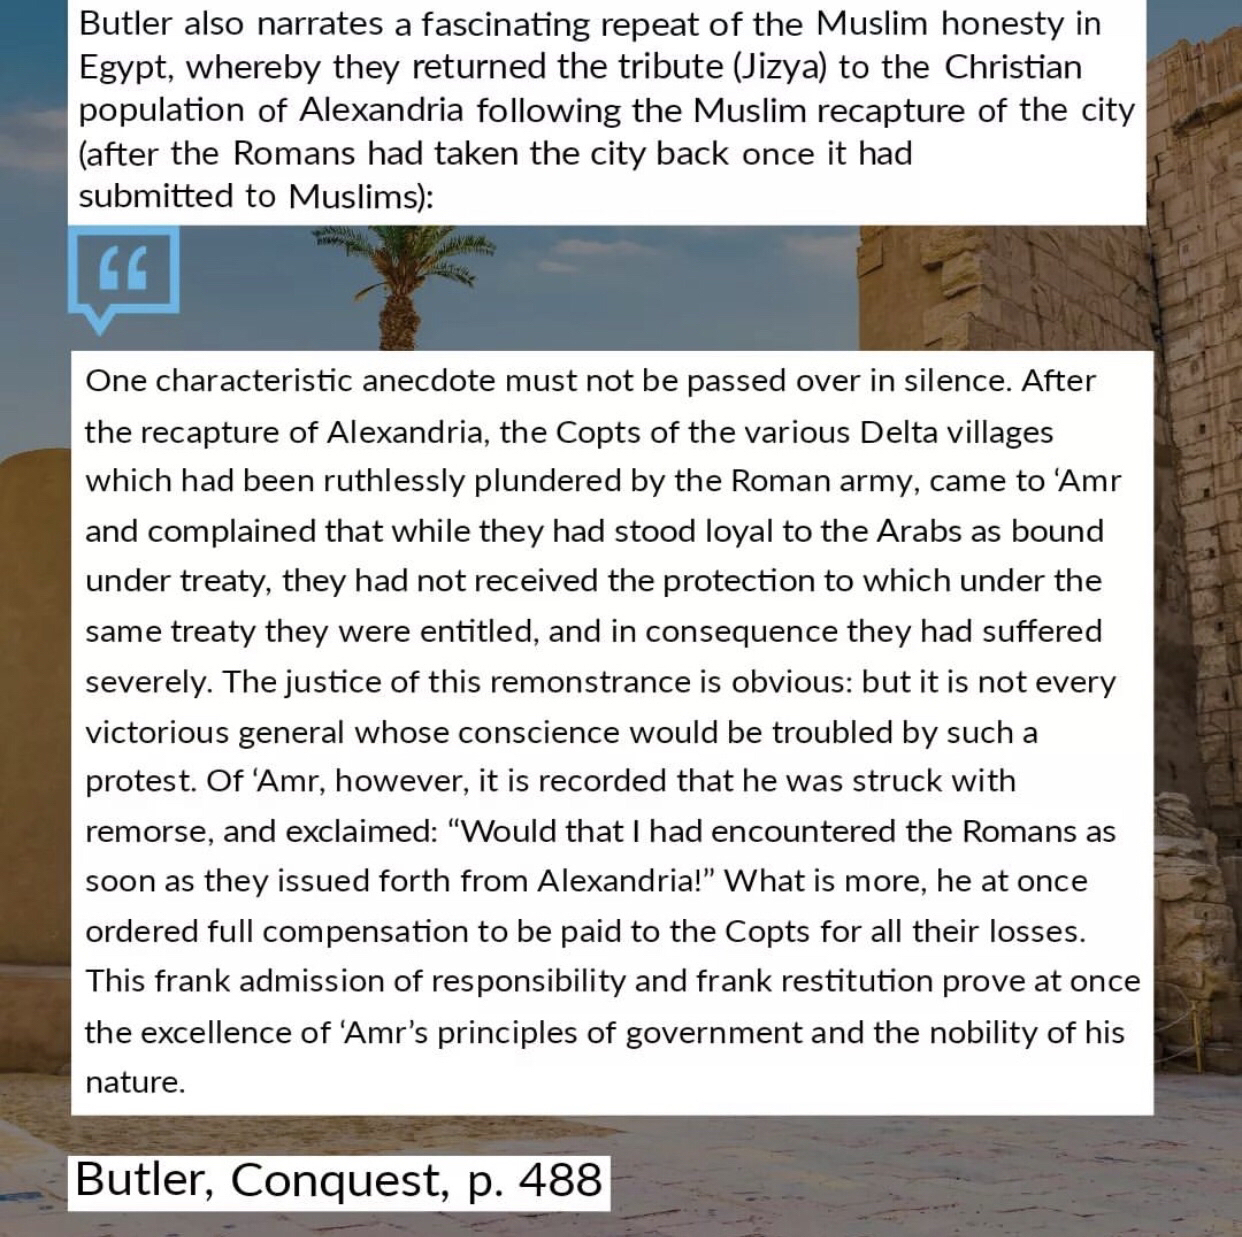 Butler also narrates a fascinating repeat of the Muslim honesty in
Egypt, whereby they returned the tribute (Jizya) to the Christian
population of Alexandria following the Muslim recapture of the city
(after the Romans had taken the city back once it had
submitted to Muslims):
“
One characteristic anecdote must not be passed over in silence. After
the recapture of Alexandria, the Copts of the various Delta villages
which had been ruthlessly plundered by the Roman army, came to ‘Amr
and complained that while they had stood loyal to the Arabs as bound
under treaty, they had not received the protection to which under the
same treaty they were entitled, and in consequence they had suffered
severely. The justice of this remonstrance is obvious: but it is not every
victorious general whose conscience would be troubled by such a
protest. Of ‘Amr, however, it is recorded that he was struck with
remorse, and exclaimed: “Would that I had encountered the Romans as
soon as they issued forth from Alexandria!” What is more, he at once
ordered full compensation to be paid to the Copts for all their losses.
This frank admission of responsibility and frank restitution prove at once
the excellence of ‘Amr’s principles of government and the nobility of his
nature.
Butler, Conquest, p. 488